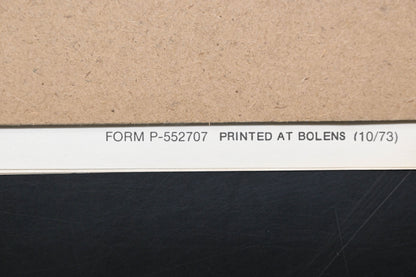 FORM P-552707 PRINTED AT BOLENS (10/73)